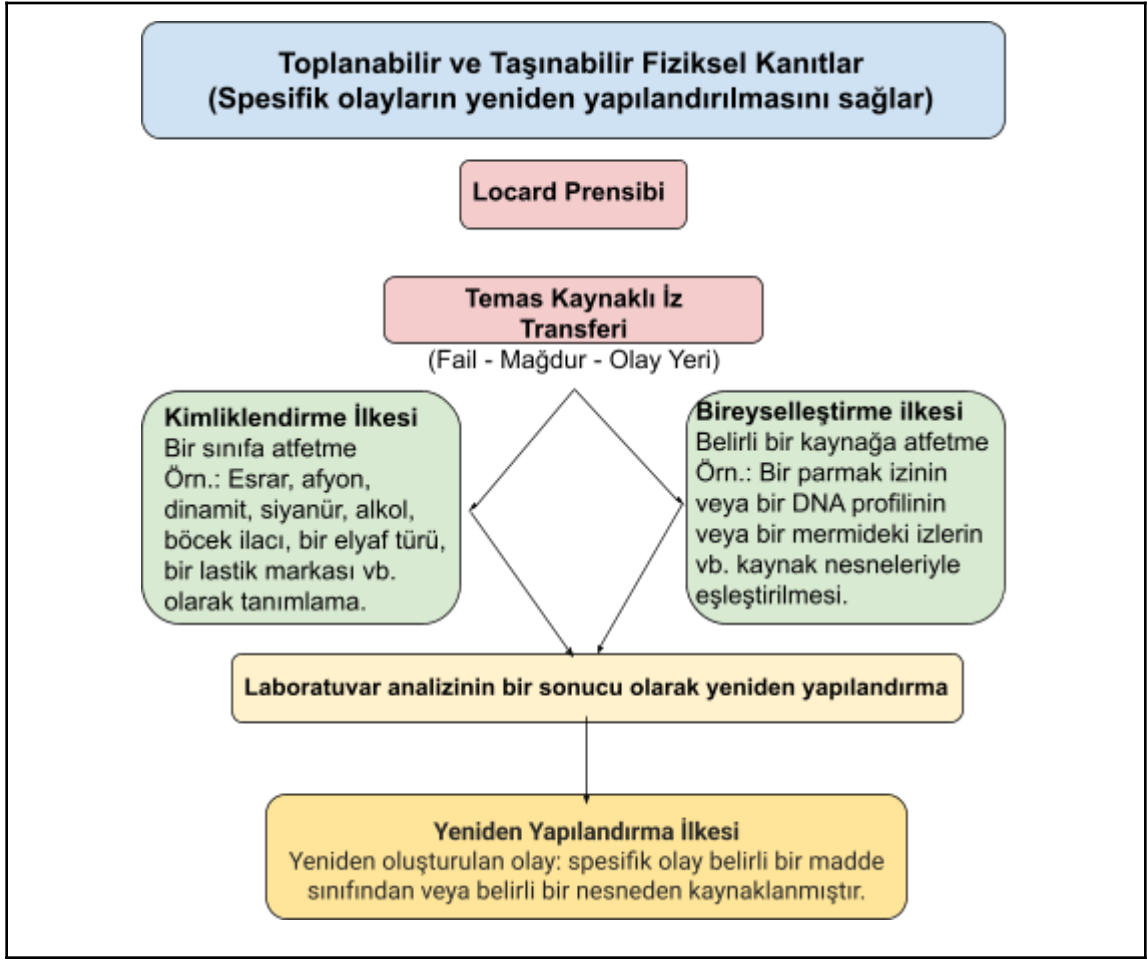 Toplanabilir ve Taşınabilir Fiziksel Kanıtlar
(Spesifik olayların yeniden yapılandırılmasını sağlar)
Locard Prensibi
Temas Kaynaklı İz
Transferi
(Fail - Mağdur - Olay Yeri)
Kimliklendirme İlkesi
Bir sınıfa atfetme
Örn.: Esrar, afyon,
dinamit, siyanür, alkol,
böcek ilacı, bir elyaf türü,
bir lastik markası vb.
olarak tanımlama.
Bireyselleştirme ilkesi
Belirli bir kaynağa atfetme
Örn.: Bir parmak izinin
veya bir DNA profilinin
veya bir mermideki izlerin
vb. kaynak nesneleriyle
eşleştirilmesi.
Laboratuvar analizinin bir sonucu olarak yeniden yapılandırma
Yeniden Yapılandırma İlkesi
Yeniden oluşturulan olay: spesifik olay belirli bir madde
sınıfından veya belirli bir nesneden kaynaklanmıştır.